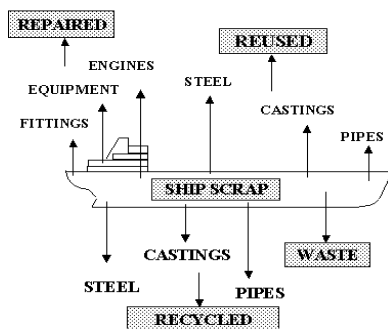 REPAIRED
REUSED
ENGINES
STEEL
EQUIPMENT
CASTINGS
FITTINGS
PIPES
SHIP SCRAP
CASTINGS
WASTE
STEEL
PIPES
RECYCLED